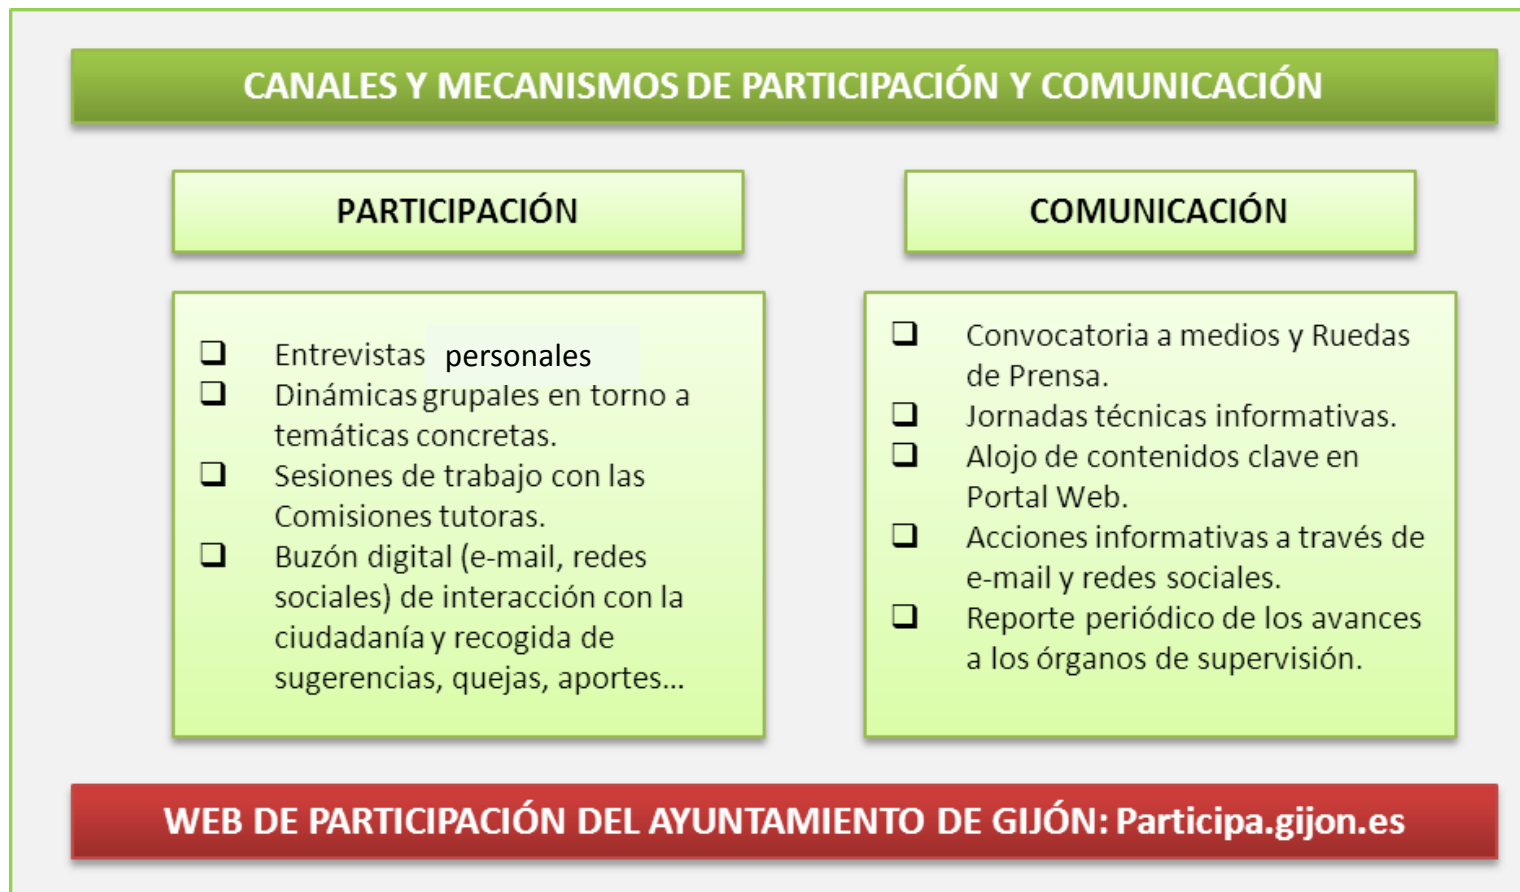 CANALES Y MECANISMOS DE PARTICIPACIÓN Y COMUNICACIÓN
PARTICIPACIÓN
❑ Entrevistas personales
❑ Dinámicas grupales en torno a
temáticas concretas.
❑ Sesiones de trabajo con las
Comisiones tutoras.
❑ Buzón digital (e-mail, redes
sociales) de interacción con la
ciudadanía y recogida de
sugerencias, quejas, aportes...
COMUNICACIÓN
❑ Convocatoria a medios y Ruedas
de Prensa.
❑ Jornadas técnicas informativas.
❑ Alojo de contenidos clave en
Portal Web.
❑ Acciones informativas a través de
e-mail y redes sociales.
❑ Reporte periódico de los avances
a los órganos de supervisión.
WEB DE PARTICIPACIÓN DEL AYUNTAMIENTO DE GIJÓN: Participa.gijon.es